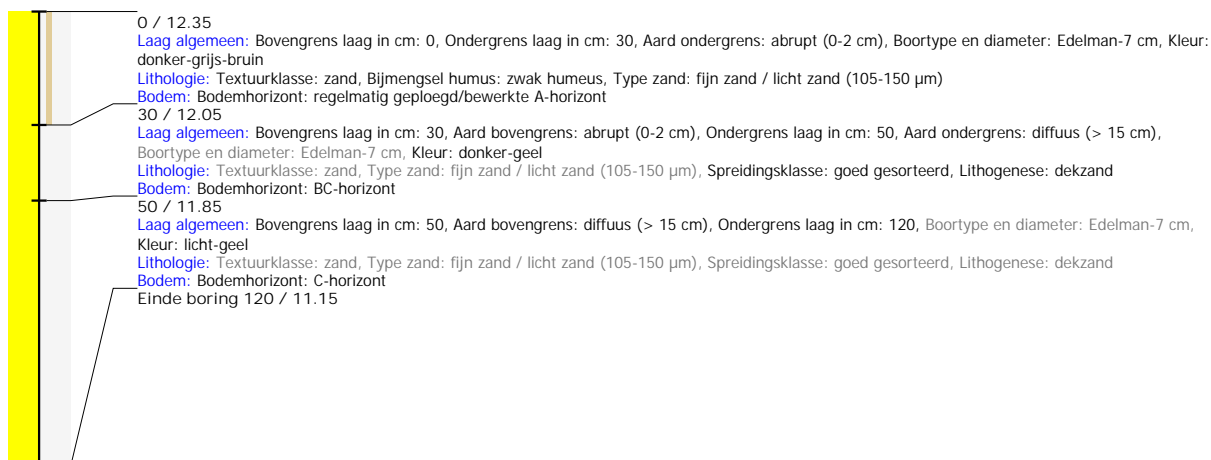 0 / 12.35
Laag algemeen: Bovengrens laag in cm: 0, Ondergrens laag in cm: 30, Aard ondergrens: abrupt (0-2 cm), Boortype en diameter: Edelman-7 cm, Kleur:
donker-grijs-bruin
Lithologie: Textuurklasse: zand, Bijmengsel humus: zwak humeus, Type zand: fijn zand / licht zand (105-150 µm)
Bodem: Bodemhorizont: regelmatig geploegd/bewerkte A-horizont
30 / 12.05
Laag algemeen: Bovengrens laag in cm: 30, Aard bovengrens: abrupt (0-2 cm), Ondergrens laag in cm: 50, Aard ondergrens: diffuus (> 15 cm),
Boortype en diameter: Edelman-7 cm, Kleur: donker-geel
Lithologie: Textuurklasse: zand, Type zand: fijn zand / licht zand (105-150 µm), Spreidingsklasse: goed gesorteerd, Lithogenese: dekzand
Bodem: Bodemhorizont: BC-horizont
50 / 11.85
Laag algemeen: Bovengrens laag in cm: 50, Aard bovengrens: diffuus (> 15 cm), Ondergrens laag in cm: 120, Boortype en diameter: Edelman-7 cm,
Kleur: licht-geel
Lithologie: Textuurklasse: zand, Type zand: fijn zand / licht zand (105-150 µm), Spreidingsklasse: goed gesorteerd, Lithogenese: dekzand
Bodem: Bodemhorizont: C-horizont
Einde boring 120 / 11.15